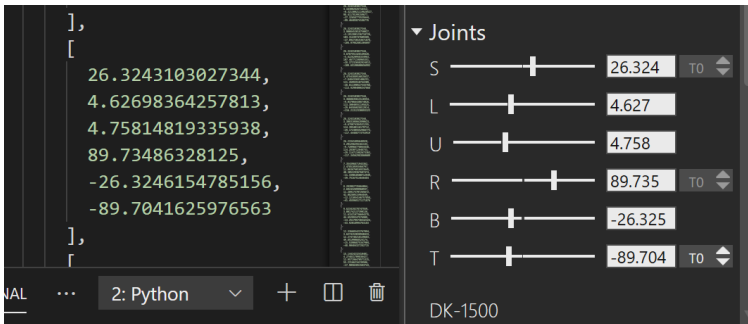 ],
[
26.3243103027344,
4.62698364257813,
4.75814819335938,
89.73486328125,
-26.3246154785156,
-89.7041625976563
],
[
NAL ··· 2: Python
Joints
S 26.324 T0
L 4.627
U 4.758
R 89.735 T0
B -26.325
T -89.704 T0
DK-1500